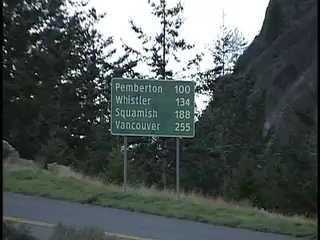 Pemberton 100
Whistler 134
Squamish 188
Vancouver 255